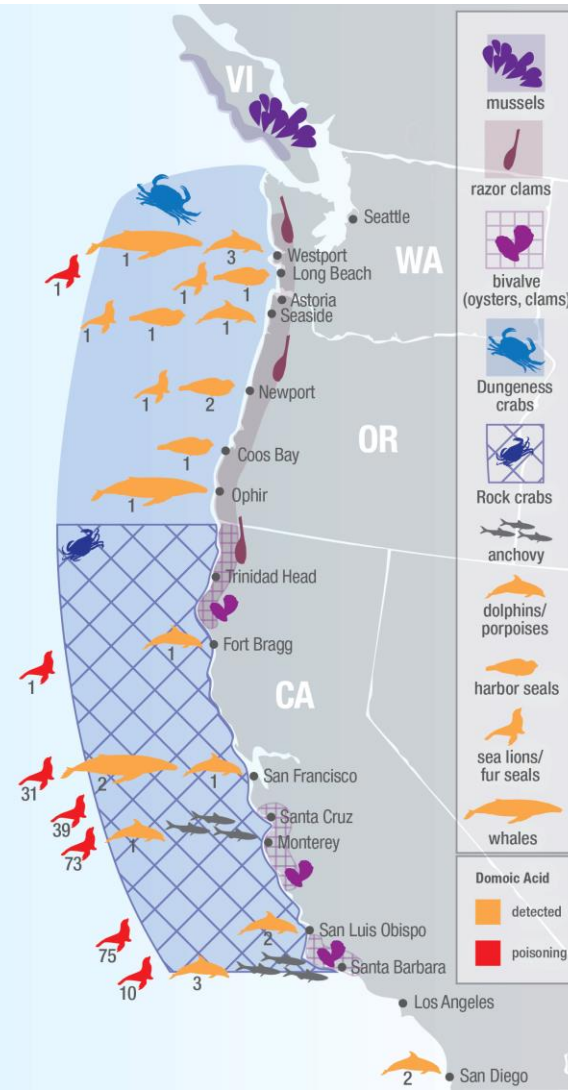 VI
Seattle
WA
Westport
1
3
Long Beach
1
1
1
Astoria
Seaside
1
1
1
Newport
1
2
OR
Coos Bay
1
Ophir
1
Trinidad Head
Fort Bragg
1
1
CA
San Francisco
31
2
1
Santa Cruz
39
Monterey
73
1
San Luis Obispo
75
2
Santa Barbara
10
3
Los Angeles
San Diego
2
mussels
razor clams
bivalve
(oysters, clams)
Dungeness
crabs
Rock crabs
anchovy
dolphins/
porpoises
harbor seals
sea lions/
fur seals
whales
Domoic Acid
detected
poisoning